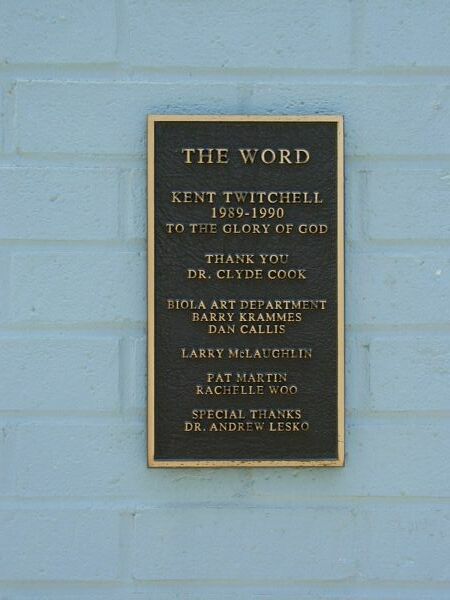 THE WORD
KENT TWITCHELL
1989-1990
TO THE GLORY OF GOD
THANK YOU
DR. CLYDE COOK
BIOLA ART DEPARTMENT
BARRY KRAMMES
DAN CALLIS
LARRY McLAUGHLIN
PAT MARTIN
RACHELLE WOO
SPECIAL THANKS
DR. ANDREW LESKO